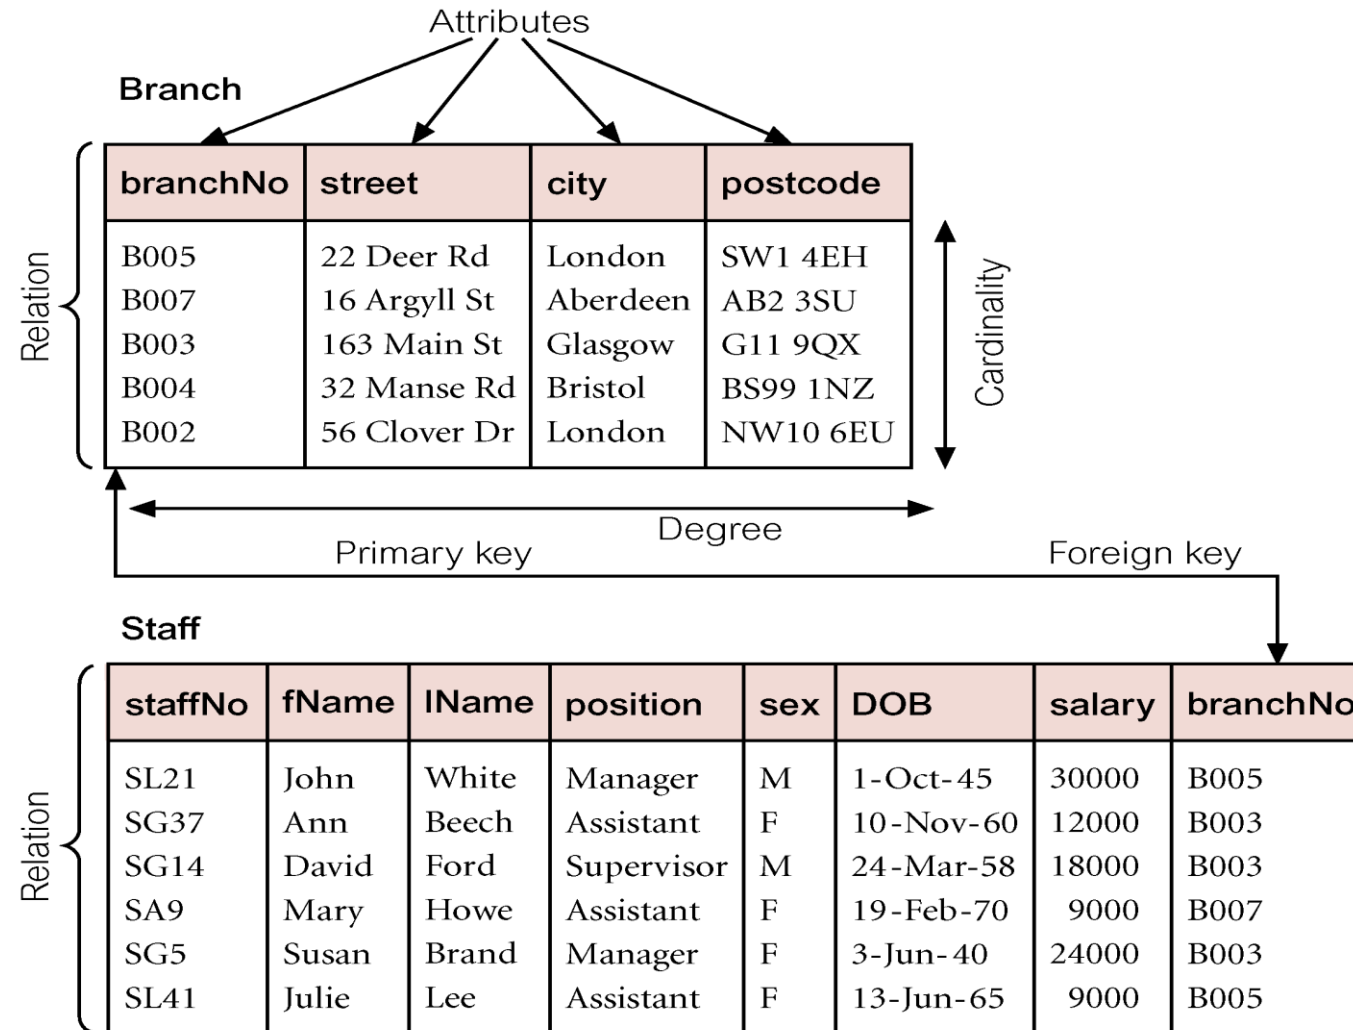 Attributes
Branch
branchNo street city postcode
B005 22 Deer Rd London SW1 4EH
B007 16 Argyll St Aberdeen AB2 3SU
B003 163 Main St Glasgow G11 9QX
B004 32 Manse Rd Bristol BS99 1NZ
B002 56 Clover Dr London NW10 6EU
Relation
Cardinality
Degree
Primary key Foreign key
Staff
staffNo fName lName position sex DOB salary branchNo
SL21 John White Manager M 1-Oct-45 30000 B005
SG37 Ann Beech Assistant F 10-Nov-60 12000 B003
SG14 David Ford Supervisor M 24-Mar-58 18000 B003
SA9 Mary Howe Assistant F 19-Feb-70 9000 B007
SG5 Susan Brand Manager F 3-Jun-40 24000 B003
SL41 Julie Lee Assistant F 13-Jun-65 9000 B005
Relation